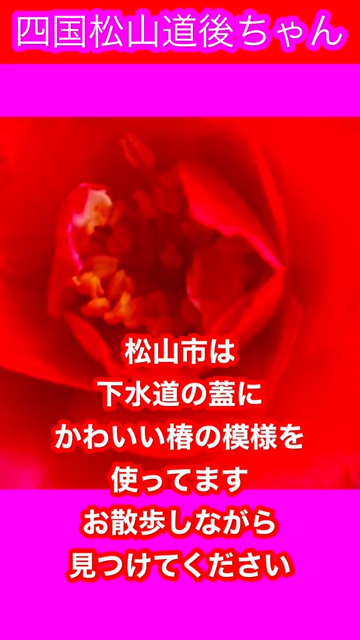 四国松山道後ちゃん
松山市は
下水道の蓋に
かわいい椿の模様を
使ってます
お散歩しながら
見つけてください